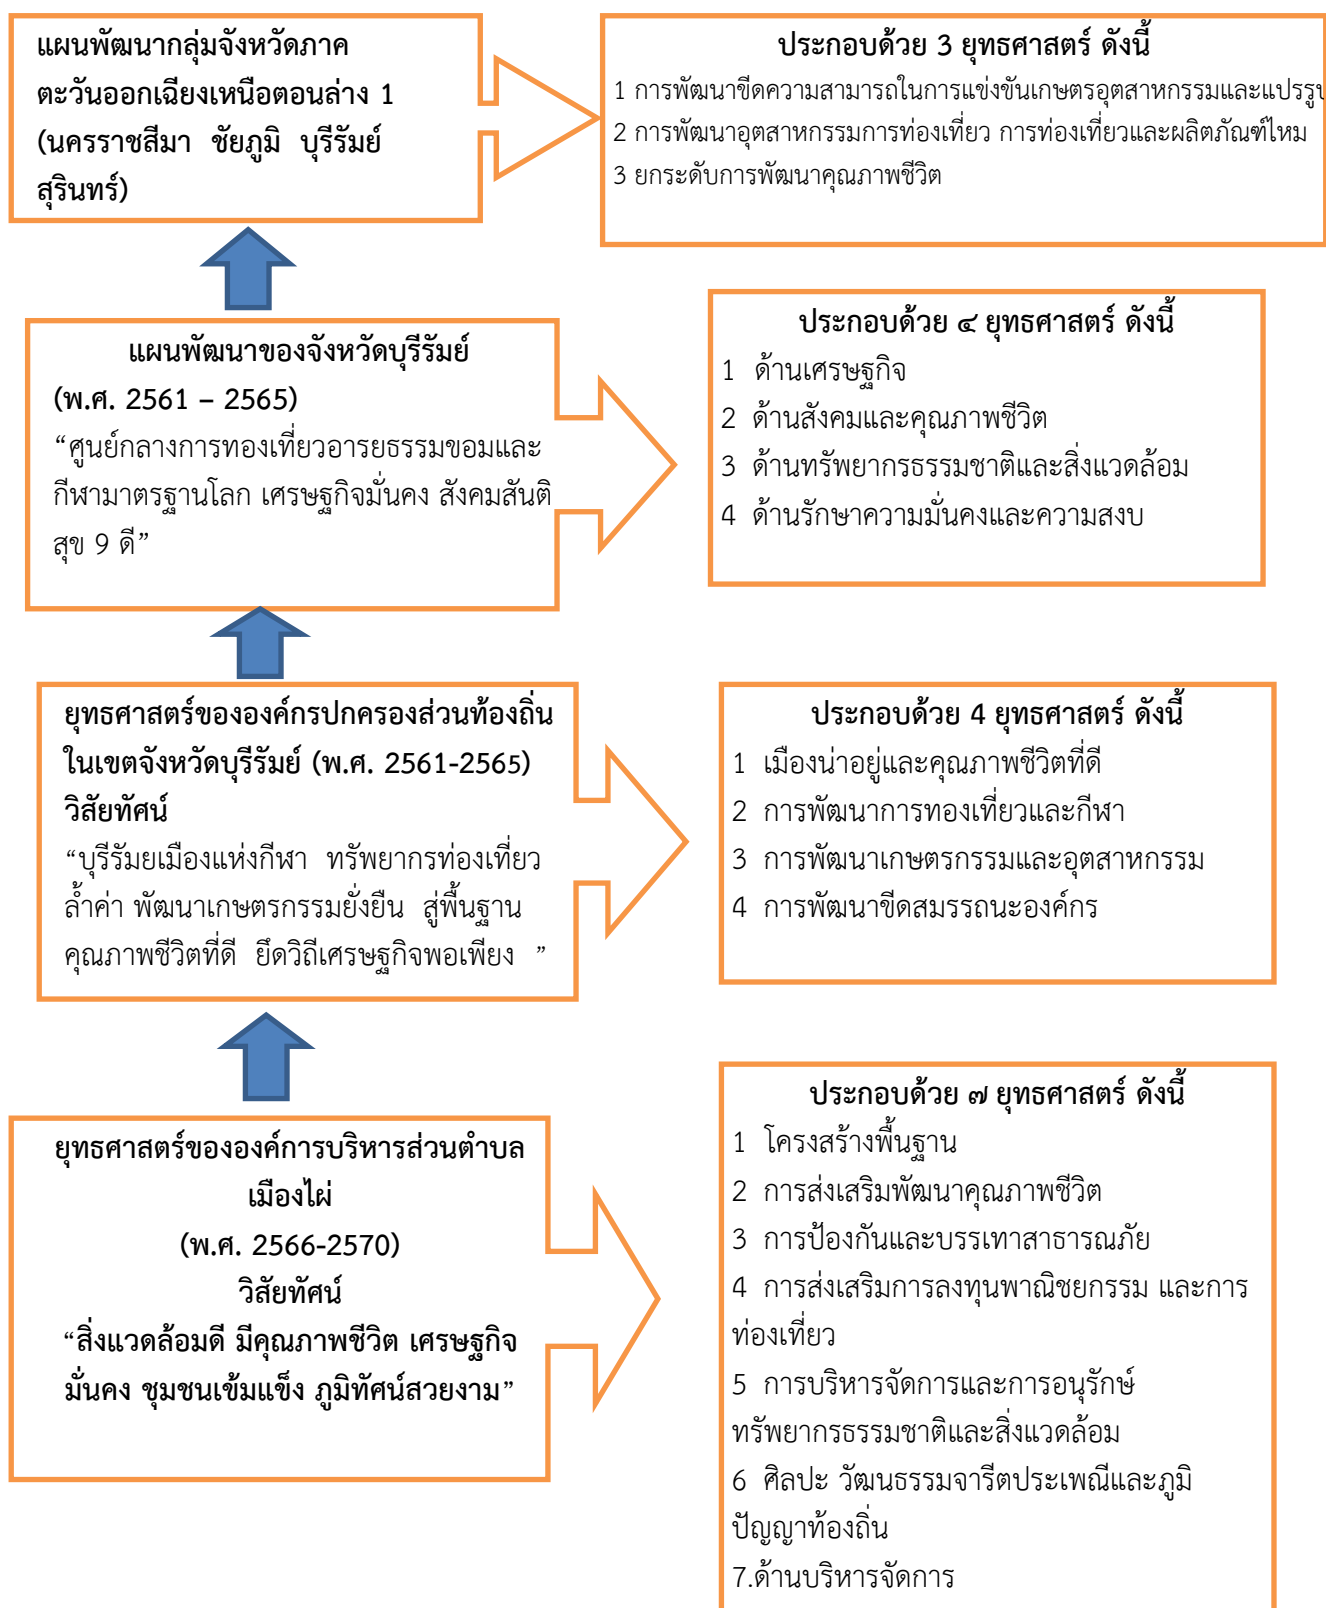 แผนพัฒนากลุ่มจังหวัดภาค
ตะวันออกเฉียงเหนือตอนล่าง 1
(นครราชสีมา ชัยภูมิ บุรีรัมย์
สุรินทร์)
ประกอบด้วย 3 ยุทธศาสตร์ ดังนี้
1 การพัฒนาขีดความสามารถในการแข่งขันเกษตรอุตสาหกรรมและแปรรูป
2 การพัฒนาอุตสาหกรรมการท่องเที่ยว การท่องเที่ยวและผลิตภัณฑ์ไหม
3 ยกระดับการพัฒนาคุณภาพชีวิต
แผนพัฒนาของจังหวัดบุรีรัมย์
(พ.ศ. 2561 – 2565)
“ศูนย์กลางการทองเที่ยวอารยธรรมขอมและ
กีฬามาตรฐานโลก เศรษฐกิจมั่นคง สังคมสันติ
สุข 9 ดี”
ประกอบด้วย ๔ ยุทธศาสตร์ ดังนี้
1 ด้านเศรษฐกิจ
2 ด้านสังคมและคุณภาพชีวิต
3 ด้านทรัพยากรธรรมชาติและสิ่งแวดล้อม
4 ด้านรักษาความมั่นคงและความสงบ
ยุทธศาสตร์ขององค์กรปกครองส่วนท้องถิ่น
ในเขตจังหวัดบุรีรัมย์ (พ.ศ. 2561-2565)
วิสัยทัศน์
“บุรีรัมยเมืองแห่งกีฬา ทรัพยากรท่องเที่ยว
ล้ำค่า พัฒนาเกษตรกรรมยั่งยืน สู่พื้นฐาน
คุณภาพชีวิตที่ดี ยึดวิถีเศรษฐกิจพอเพียง ”
ประกอบด้วย 4 ยุทธศาสตร์ ดังนี้
1 เมืองน่าอยู่และคุณภาพชีวิตที่ดี
2 การพัฒนาการทองเที่ยวและกีฬา
3 การพัฒนาเกษตรกรรมและอุตสาหกรรม
4 การพัฒนาขีดสมรรถนะองค์กร
ยุทธศาสตร์ขององค์การบริหารส่วนตำบล
เมืองไผ่
(พ.ศ. 2566-2570)
วิสัยทัศน์
“สิ่งแวดล้อมดี มีคุณภาพชีวิต เศรษฐกิจ
มั่นคง ชุมชนเข้มแข็ง ภูมิทัศน์สวยงาม”
ประกอบด้วย ๗ ยุทธศาสตร์ ดังนี้
1 โครงสร้างพื้นฐาน
2 การส่งเสริมพัฒนาคุณภาพชีวิต
3 การป้องกันและบรรเทาสาธารณภัย
4 การส่งเสริมการลงทุนพาณิชยกรรม และการ
ท่องเที่ยว
5 การบริหารจัดการและการอนุรักษ์
ทรัพยากรธรรมชาติและสิ่งแวดล้อม
6 ศิลปะ วัฒนธรรมจารีตประเพณีและภูมิ
ปัญญาท้องถิ่น
7.ด้านบริหารจัดการ